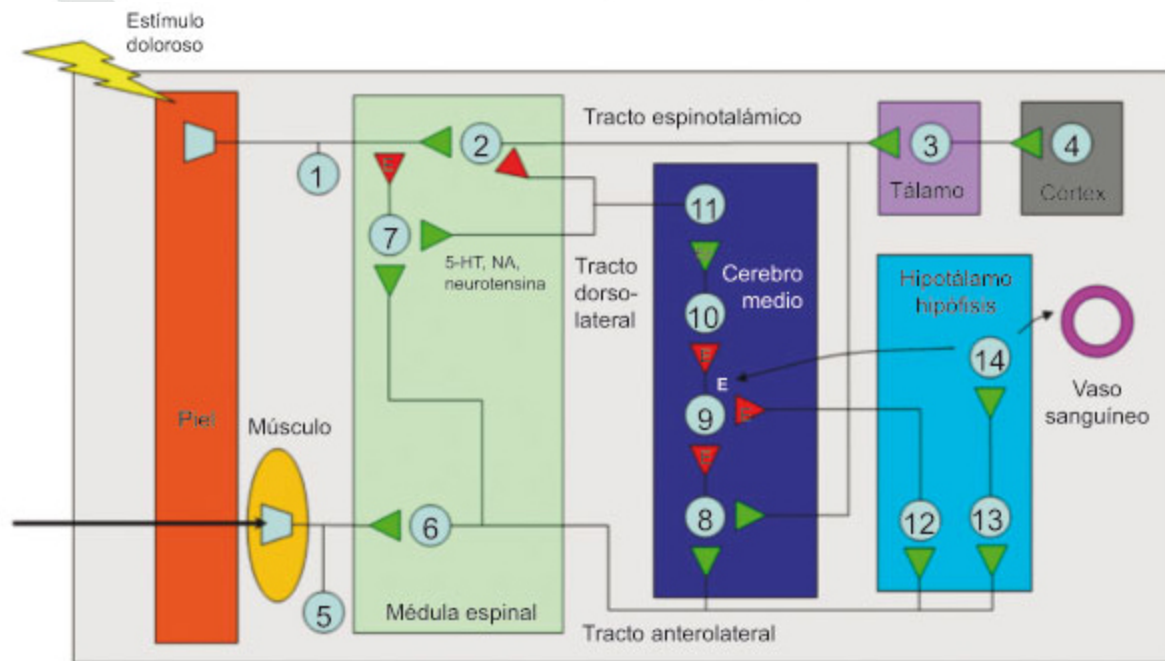 Estímulo
doloroso
Tracto espinotalámico
1
2
3
4
Tálamo
Córtex
E
7
11
5-HT, NA,
neurotensina
Tracto
dorso-
lateral
Cerebro
medio
10
E
E
9
E
8
Hipotálamo
hipófisis
14
12
13
Vaso
sanguíneo
Piel
Músculo
6
5
Médula espinal
Tracto anterolateral